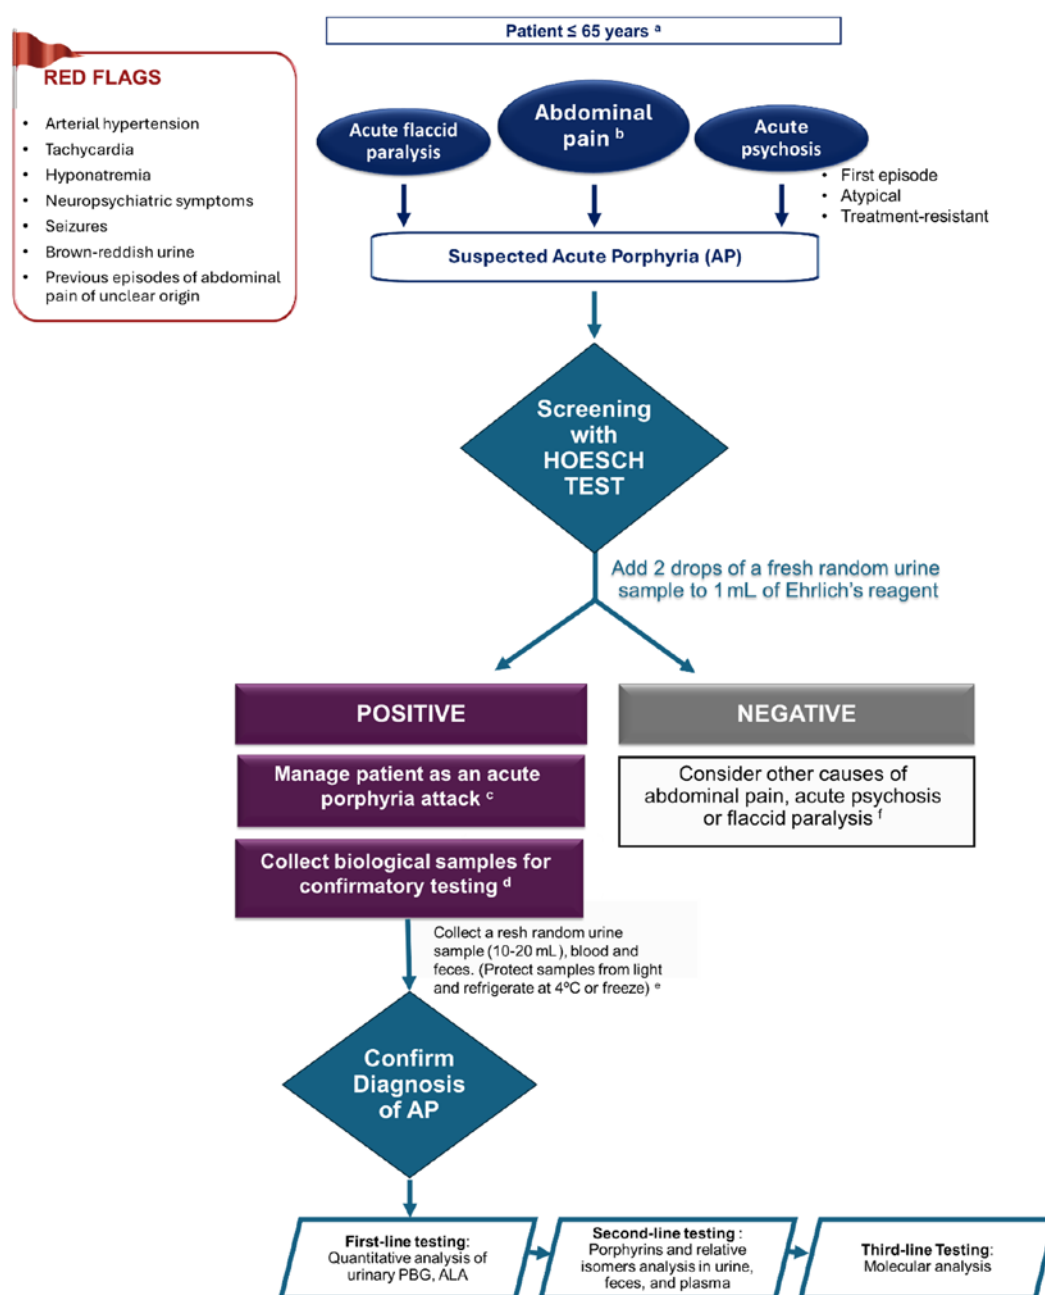 Patient ≤ 65 years a
RED FLAGS
• Arterial hypertension
• Tachycardia
• Hyponatremia
• Neuropsychiatric symptoms
• Seizures
• Brown-reddish urine
• Previous episodes of abdominal
pain of unclear origin
Acute flaccid
paralysis
Abdominal
pain b
Acute
psychosis
• First episode
• Atypical
• Treatment-resistant
Suspected Acute Porphyria (AP)
Screening
with
HOESCH
TEST
Add 2 drops of a fresh random urine
sample to 1 mL of Ehrlich's reagent
POSITIVE
NEGATIVE
Manage patient as an acute
porphyria attack c
Consider other causes of
abdominal pain, acute psychosis
or flaccid paralysis f
Collect biological samples for
confirmatory testing d
Collect a resh random urine
sample (10-20 mL), blood and
feces. (Protect samples from light
and refrigerate at 4ºC or freeze) e
Confirm
Diagnosis
of AP
First-line testing:
Quantitative analysis of
urinary PBG, ALA
Second-line testing :
Porphyrins and relative
isomers analysis in urine,
feces, and plasma
Third-line Testing:
Molecular analysis